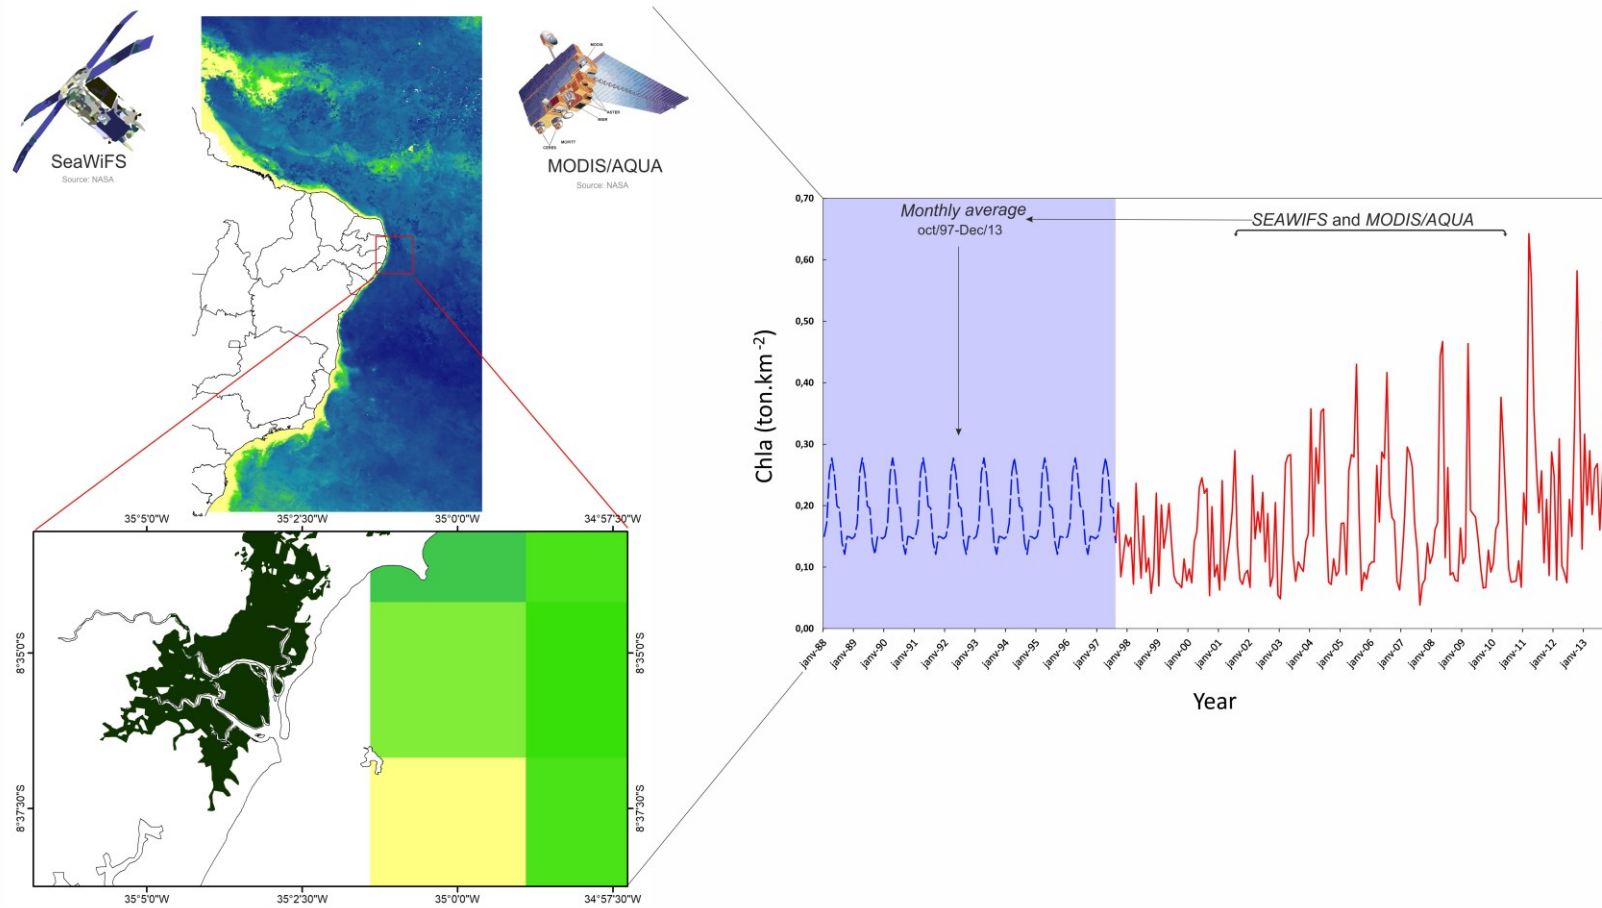 SeaWiFS
Source: NASA
MODIS
ASTER
MISR
MOPITT
CERES
MODIS/AQUA
Source: NASA
35°5'0"W 35°2'30"W 35°0'0"W 34°57'30"W
8°35'0"S
8°37'30"S
8°35'0"S
8°37'30"S
35°5'0"W 35°2'30"W 35°0'0"W 34°57'30"W
Monthly average
oct/97-Dec/13
SEAWIFS and MODIS/AQUA
Chla (ton.km⁻²)
0,70
0,60
0,50
0,40
0,30
0,20
0,10
0,00
janv-88 janv-89 janv-90 janv-91 janv-92 janv-93 janv-94 janv-95 janv-96 janv-97 janv-98 janv-99 janv-00 janv-01 janv-02 janv-03 janv-04 janv-05 janv-06 janv-07 janv-08 janv-09 janv-10 janv-11 janv-12 janv-13
Year